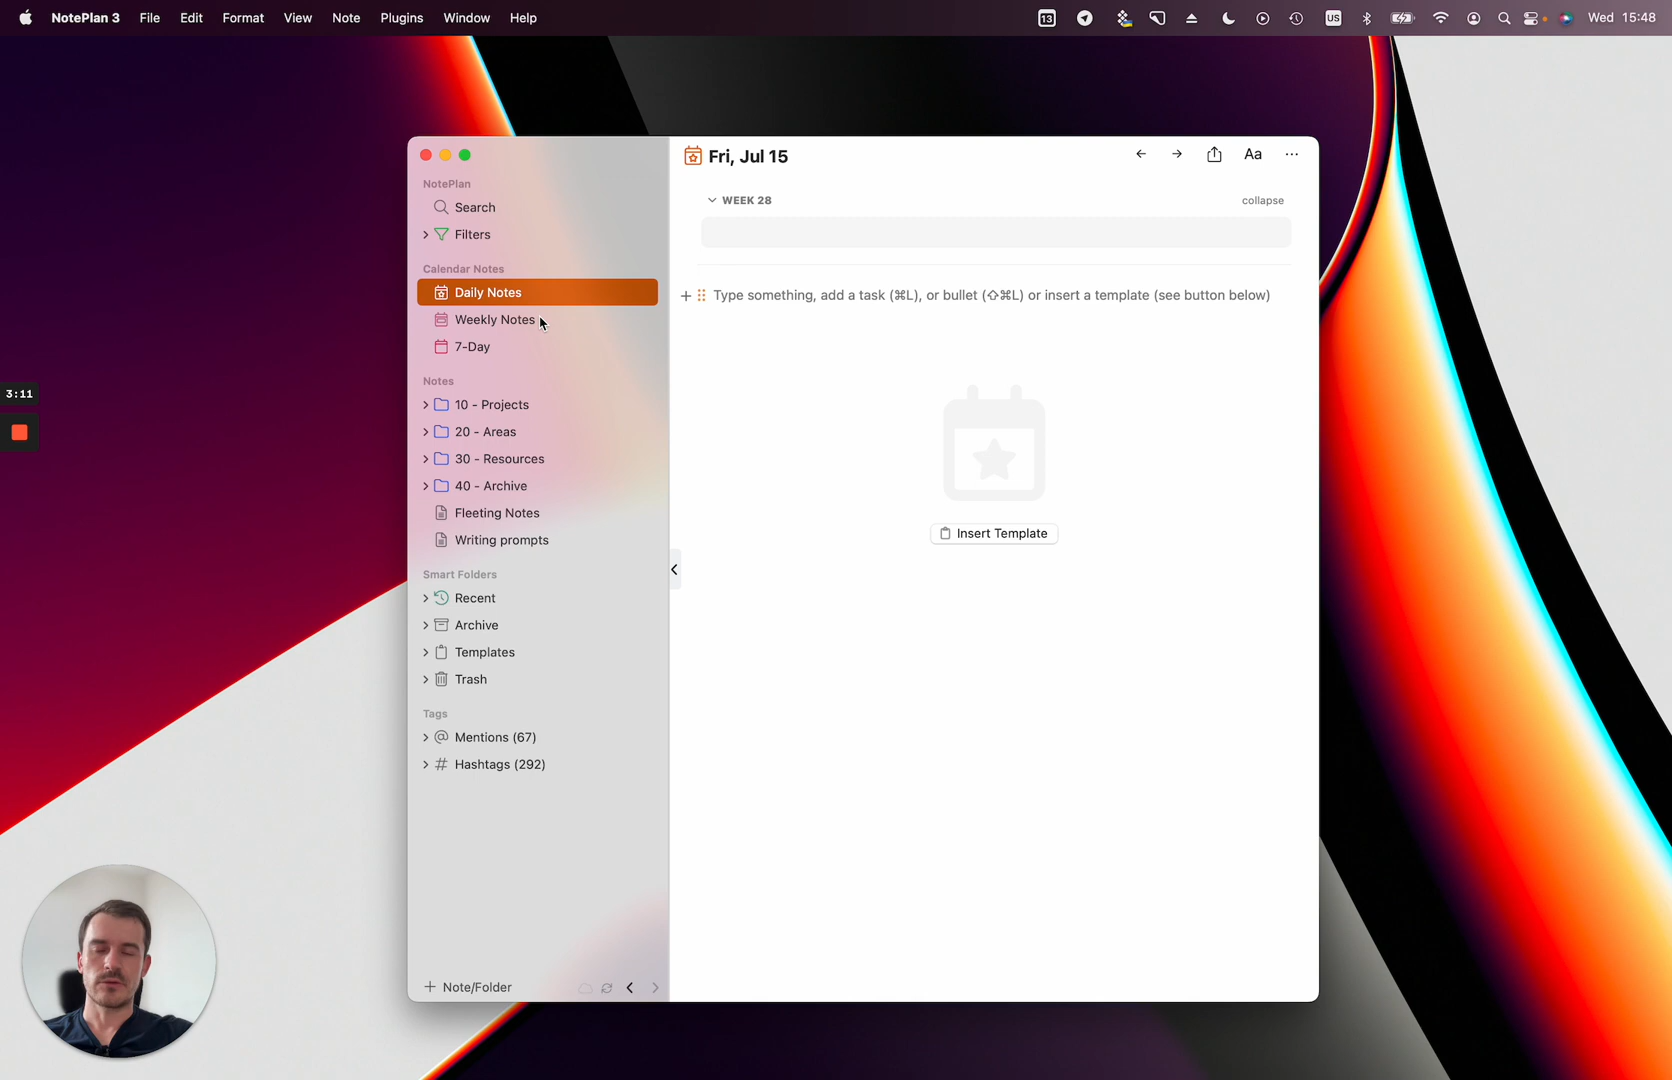 NotePlan 3 File Edit Format View Note Plugins Window Help 13 US Wed 15:48
Fri, Jul 15 Aa
NotePlan
Search
Filters
Calendar Notes
Daily Notes
Weekly Notes
7-Day
Notes
10 - Projects
20 - Areas
30 - Resources
40 - Archive
Fleeting Notes
Writing prompts
Smart Folders
Recent
Archive
Templates
Trash
Tags
@ Mentions (67)
# Hashtags (292)
+ Note/Folder
WEEK 28 collapse
+ Type something, add a task (⌘L), or bullet (⇧⌘L) or insert a template (see button below)
Insert Template
3:11